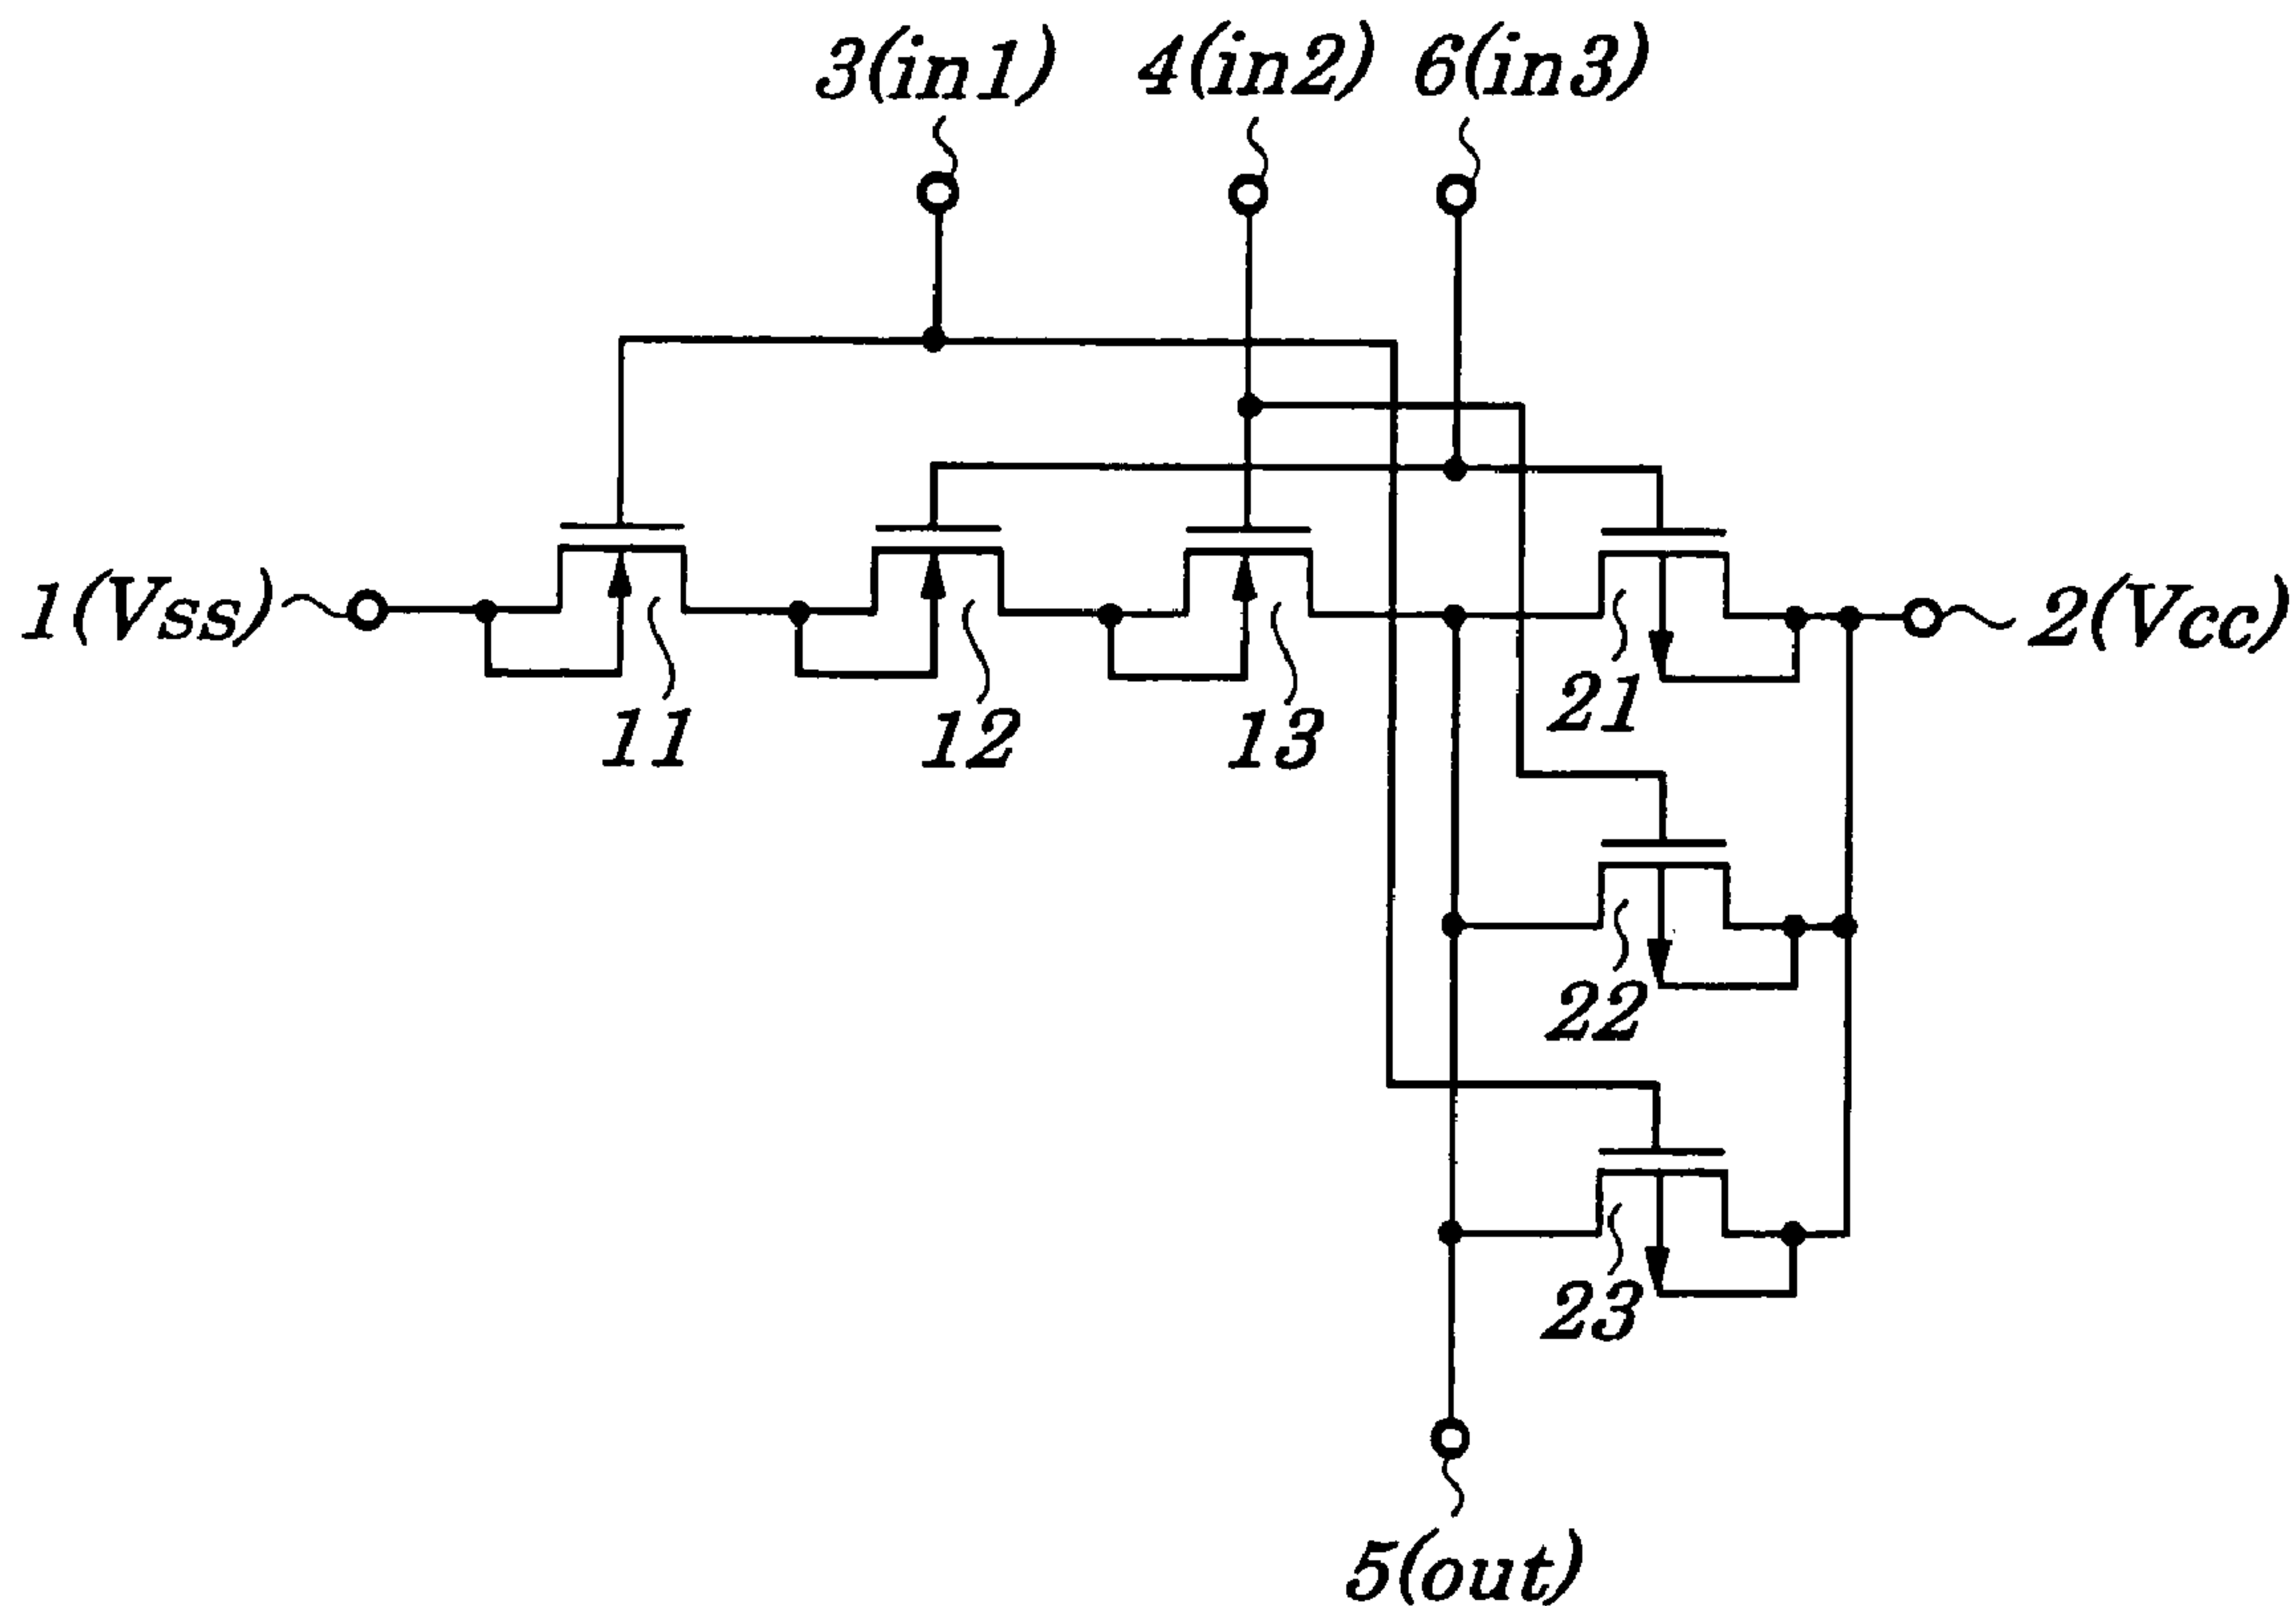 3(in1)
4(in2)
6(in3)
1(Vss)
2(Vcc)
11
12
13
21
22
23
5(out)